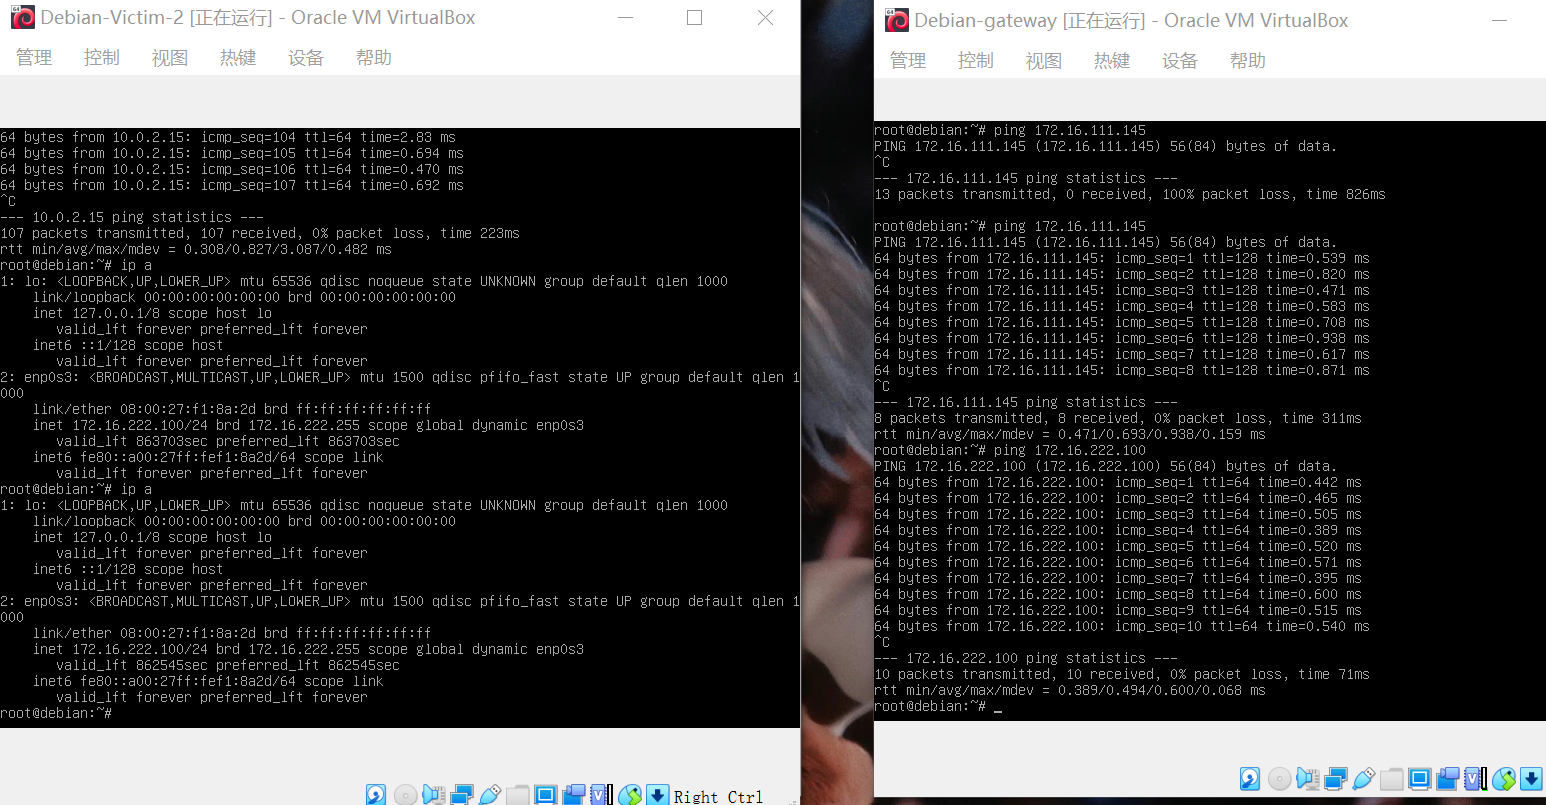 Debian-Victim-2 [正在运行] - Oracle VM VirtualBox
管理 控制 视图 热键 设备 帮助
64 bytes from 10.0.2.15: icmp_seq=104 ttl=64 time=2.83 ms
64 bytes from 10.0.2.15: icmp_seq=105 ttl=64 time=0.694 ms
64 bytes from 10.0.2.15: icmp_seq=106 ttl=64 time=0.470 ms
64 bytes from 10.0.2.15: icmp_seq=107 ttl=64 time=0.692 ms
^C
--- 10.0.2.15 ping statistics ---
107 packets transmitted, 107 received, 0% packet loss, time 223ms
rtt min/avg/max/mdev = 0.308/0.827/3.087/0.482 ms
root@debian:~# ip a
1: lo: <LOOPBACK,UP,LOWER_UP> mtu 65536 qdisc noqueue state UNKNOWN group default qlen 1000
    link/loopback 00:00:00:00:00:00 brd 00:00:00:00:00:00
    inet 127.0.0.1/8 scope host lo
       valid_lft forever preferred_lft forever
    inet6 ::1/128 scope host
       valid_lft forever preferred_lft forever
2: enp0s3: <BROADCAST,MULTICAST,UP,LOWER_UP> mtu 1500 qdisc pfifo_fast state UP group default qlen 1
000
    link/ether 08:00:27:f1:8a:2d brd ff:ff:ff:ff:ff:ff
    inet 172.16.222.100/24 brd 172.16.222.255 scope global dynamic enp0s3
       valid_lft 863703sec preferred_lft 863703sec
    inet6 fe80::a00:27ff:fef1:8a2d/64 scope link
       valid_lft forever preferred_lft forever
root@debian:~# ip a
1: lo: <LOOPBACK,UP,LOWER_UP> mtu 65536 qdisc noqueue state UNKNOWN group default qlen 1000
    link/loopback 00:00:00:00:00:00 brd 00:00:00:00:00:00
    inet 127.0.0.1/8 scope host lo
       valid_lft forever preferred_lft forever
    inet6 ::1/128 scope host
       valid_lft forever preferred_lft forever
2: enp0s3: <BROADCAST,MULTICAST,UP,LOWER_UP> mtu 1500 qdisc pfifo_fast state UP group default qlen 1
000
    link/ether 08:00:27:f1:8a:2d brd ff:ff:ff:ff:ff:ff
    inet 172.16.222.100/24 brd 172.16.222.255 scope global dynamic enp0s3
       valid_lft 862545sec preferred_lft 862545sec
    inet6 fe80::a00:27ff:fef1:8a2d/64 scope link
       valid_lft forever preferred_lft forever
root@debian:~#
Right Ctrl
Debian-gateway [正在运行] - Oracle VM VirtualBox
管理 控制 视图 热键 设备 帮助
root@debian:~# ping 172.16.111.145
PING 172.16.111.145 (172.16.111.145) 56(84) bytes of data.
^C
--- 172.16.111.145 ping statistics ---
13 packets transmitted, 0 received, 100% packet loss, time 826ms
root@debian:~# ping 172.16.111.145
PING 172.16.111.145 (172.16.111.145) 56(84) bytes of data.
64 bytes from 172.16.111.145: icmp_seq=1 ttl=128 time=0.539 ms
64 bytes from 172.16.111.145: icmp_seq=2 ttl=128 time=0.820 ms
64 bytes from 172.16.111.145: icmp_seq=3 ttl=128 time=0.471 ms
64 bytes from 172.16.111.145: icmp_seq=4 ttl=128 time=0.583 ms
64 bytes from 172.16.111.145: icmp_seq=5 ttl=128 time=0.708 ms
64 bytes from 172.16.111.145: icmp_seq=6 ttl=128 time=0.938 ms
64 bytes from 172.16.111.145: icmp_seq=7 ttl=128 time=0.617 ms
64 bytes from 172.16.111.145: icmp_seq=8 ttl=128 time=0.871 ms
^C
--- 172.16.111.145 ping statistics ---
8 packets transmitted, 8 received, 0% packet loss, time 311ms
rtt min/avg/max/mdev = 0.471/0.693/0.938/0.159 ms
root@debian:~# ping 172.16.222.100
PING 172.16.222.100 (172.16.222.100) 56(84) bytes of data.
64 bytes from 172.16.222.100: icmp_seq=1 ttl=64 time=0.442 ms
64 bytes from 172.16.222.100: icmp_seq=2 ttl=64 time=0.465 ms
64 bytes from 172.16.222.100: icmp_seq=3 ttl=64 time=0.505 ms
64 bytes from 172.16.222.100: icmp_seq=4 ttl=64 time=0.389 ms
64 bytes from 172.16.222.100: icmp_seq=5 ttl=64 time=0.520 ms
64 bytes from 172.16.222.100: icmp_seq=6 ttl=64 time=0.571 ms
64 bytes from 172.16.222.100: icmp_seq=7 ttl=64 time=0.395 ms
64 bytes from 172.16.222.100: icmp_seq=8 ttl=64 time=0.600 ms
64 bytes from 172.16.222.100: icmp_seq=9 ttl=64 time=0.515 ms
64 bytes from 172.16.222.100: icmp_seq=10 ttl=64 time=0.540 ms
^C
--- 172.16.222.100 ping statistics ---
10 packets transmitted, 10 received, 0% packet loss, time 71ms
rtt min/avg/max/mdev = 0.389/0.494/0.600/0.068 ms
root@debian:~# _